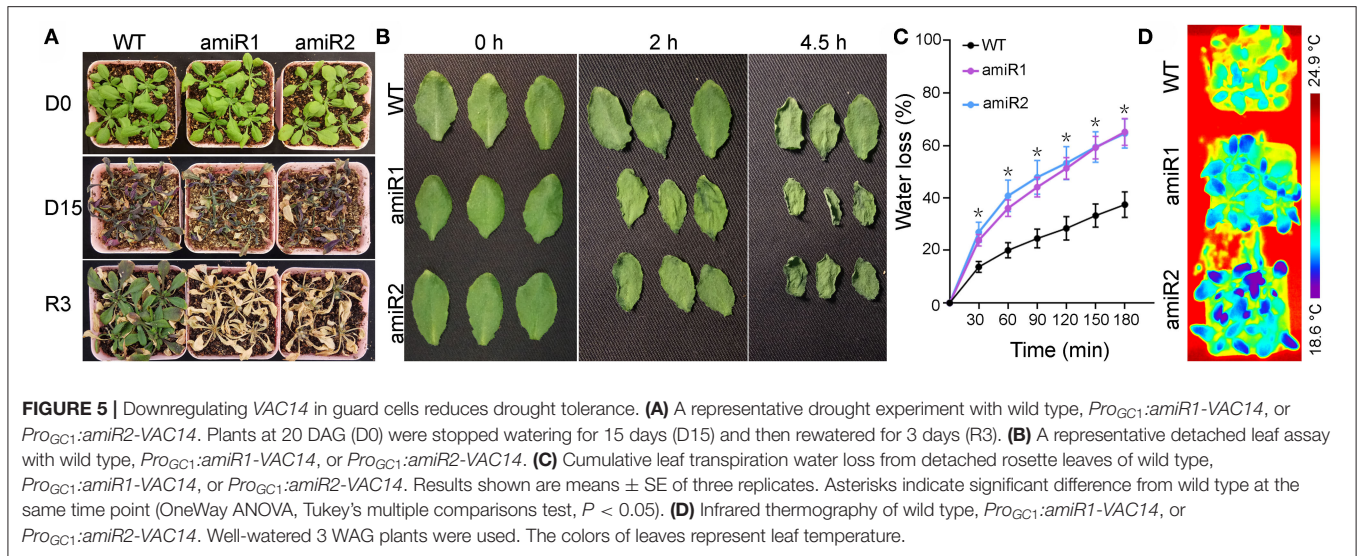 A
WT amiR1 amiR2
D0
D15
R3
B
0 h 2 h 4.5 h
WT
amiR1
amiR2
C
100
80
60
40
20
0
Water loss (%)
WT
amiR1
amiR2
* * * * * *
30 60 90 120 150 180
Time (min)
D
WT
amiR1
amiR2
24.9 °C
18.6 °C
FIGURE 5 | Downregulating VAC14 in guard cells reduces drought tolerance. (A) A representative drought experiment with wild type, ProGC1:amiR1-VAC14, or
ProGC1:amiR2-VAC14. Plants at 20 DAG (D0) were stopped watering for 15 days (D15) and then rewatered for 3 days (R3). (B) A representative detached leaf assay
with wild type, ProGC1:amiR1-VAC14, or ProGC1:amiR2-VAC14. (C) Cumulative leaf transpiration water loss from detached rosette leaves of wild type,
ProGC1:amiR1-VAC14, or ProGC1:amiR2-VAC14. Results shown are means ± SE of three replicates. Asterisks indicate significant difference from wild type at the
same time point (OneWay ANOVA, Tukey's multiple comparisons test, P < 0.05). (D) Infrared thermography of wild type, ProGC1:amiR1-VAC14, or
ProGC1:amiR2-VAC14. Well-watered 3 WAG plants were used. The colors of leaves represent leaf temperature.